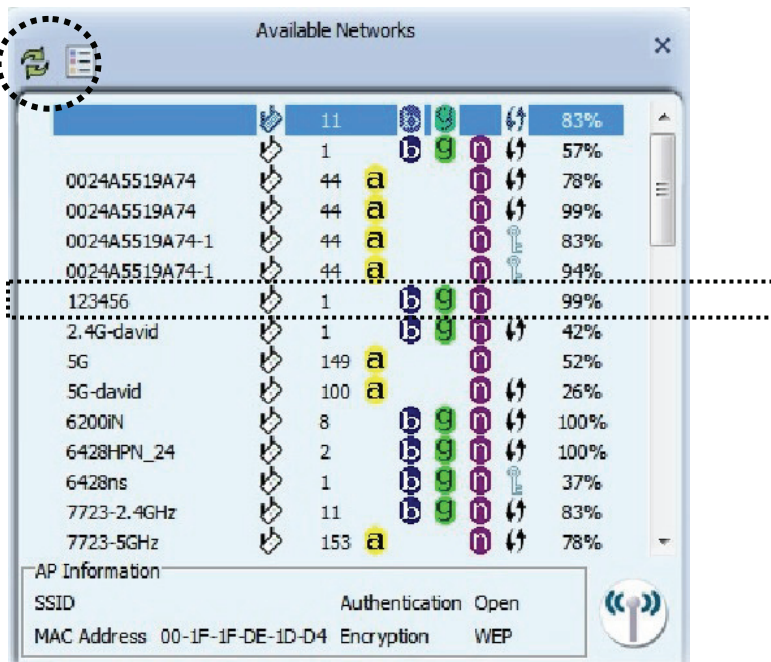 Available Networks
11 b g 83%
1 b g n 57%
0024A5519A74 44 a n 78%
0024A5519A74 44 a n 99%
0024A5519A74-1 44 a n 83%
0024A5519A74-1 44 a n 94%
123456 1 b g n 99%
2.4G-david 1 b g n 42%
5G 149 a n 52%
5G-david 100 a n 26%
6200iN 8 b g n 100%
6428HPN_24 2 b g n 100%
6428ns 1 b g n 37%
7723-2.4GHz 11 b g n 83%
7723-5GHz 153 a n 78%
AP Information
SSID Authentication Open
MAC Address 00-1F-1F-DE-1D-D4 Encryption WEP